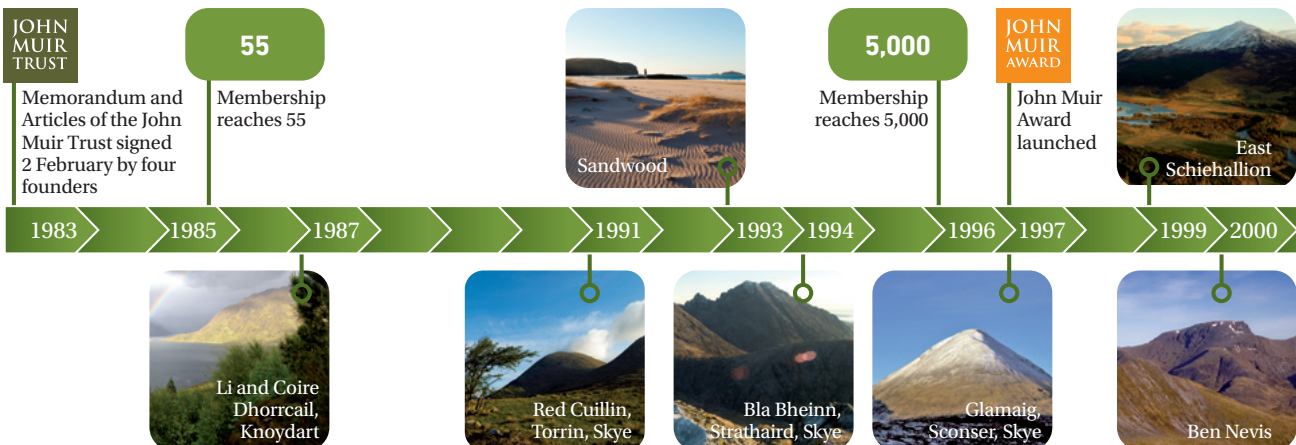 JOHN
MUIR
TRUST
Memorandum and
Articles of the John
Muir Trust signed
2 February by four
founders
55
Membership
reaches 55
Sandwood
5,000
Membership
reaches 5,000
JOHN
MUIR
AWARD
John Muir
Award
launched
East
Schiehallion
1983
1985
1987
1991
1993
1994
1996
1997
1999
2000
Li and Coire
Dhorrcail,
Knoydart
Red Cuillin,
Torrin, Skye
Bla Bheinn,
Strathaird, Skye
Glamaig,
Sconser, Skye
Ben Nevis